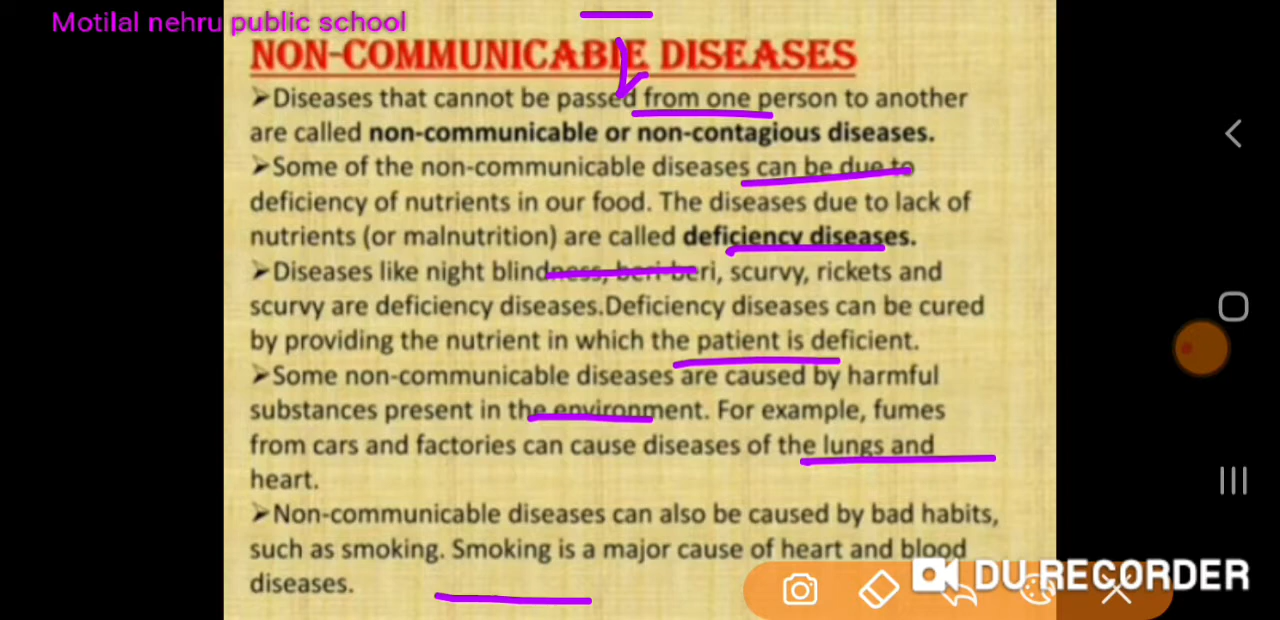 Motilal nehru public school
NON-COMMUNICABLE DISEASES
➤Diseases that cannot be passed from one person to another
are called non-communicable or non-contagious diseases.
➤Some of the non-communicable diseases can be due to
deficiency of nutrients in our food. The diseases due to lack of
nutrients (or malnutrition) are called deficiency diseases.
➤Diseases like night blindness, beri-beri, scurvy, rickets and
scurvy are deficiency diseases.Deficiency diseases can be cured
by providing the nutrient in which the patient is deficient.
➤Some non-communicable diseases are caused by harmful
substances present in the environment. For example, fumes
from cars and factories can cause diseases of the lungs and
heart.
➤Non-communicable diseases can also be caused by bad habits,
such as smoking. Smoking is a major cause of heart and blood
diseases.
DU RECORDER